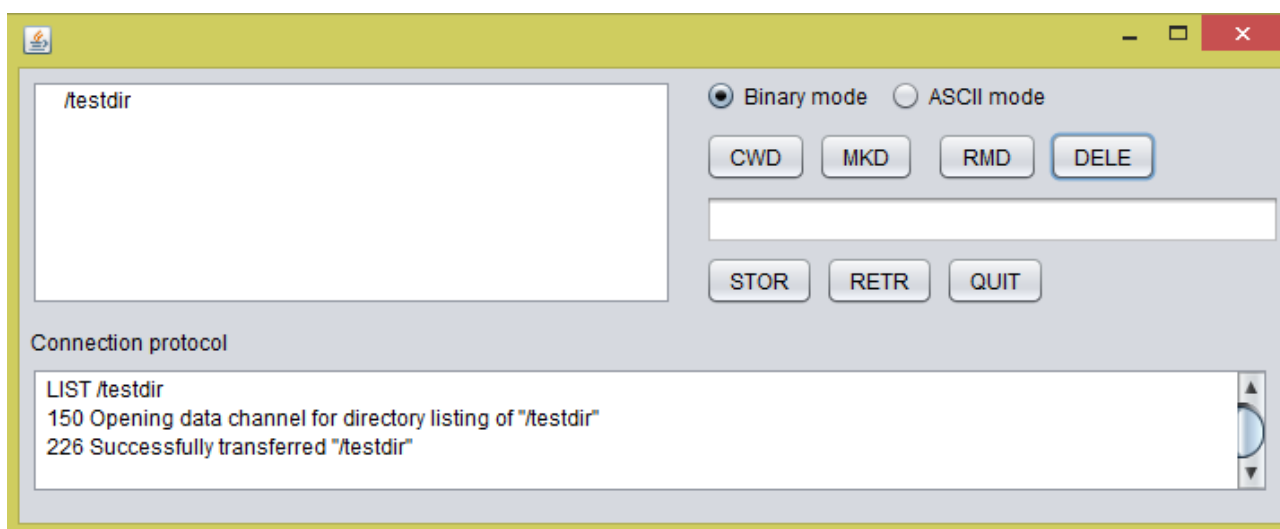 /testdir
Binary mode ASCII mode
CWD MKD RMD DELE
STOR RETR QUIT
Connection protocol
LIST /testdir
150 Opening data channel for directory listing of "/testdir"
226 Successfully transferred "/testdir"